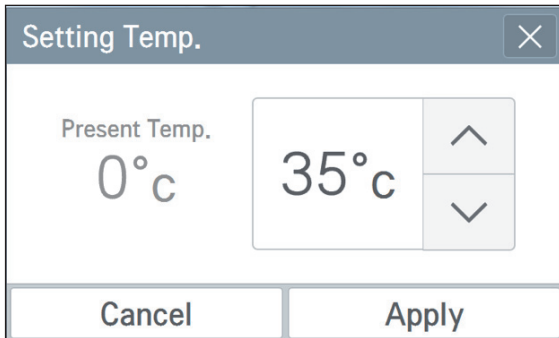 Setting Temp.
Present Temp.
0°c
35°c
Cancel
Apply